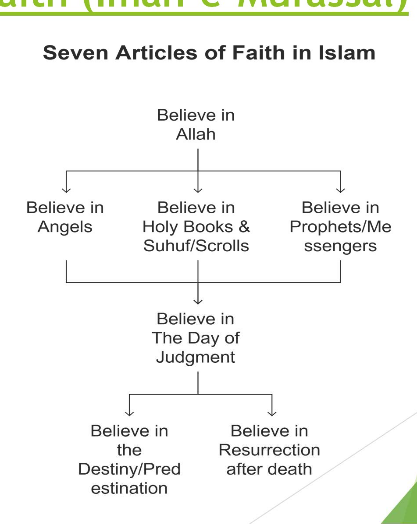 aith (Iman-e-Mufassal)
Seven Articles of Faith in Islam
Believe in
Allah
Believe in
Angels
Believe in
Holy Books &
Suhuf/Scrolls
Believe in
Prophets/Me
ssengers
Believe in
The Day of
Judgment
Believe in
the
Destiny/Pred
estination
Believe in
Resurrection
after death